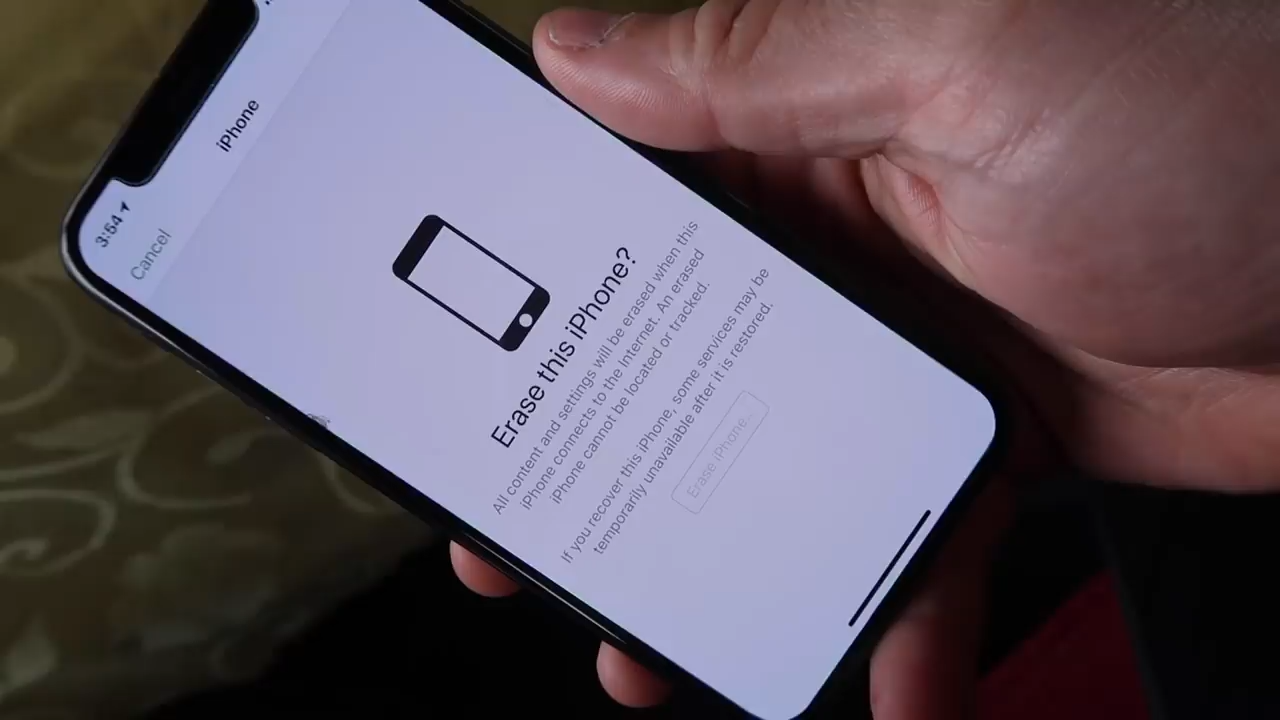 3:54
iPhone
Cancel
Erase this iPhone?
All content and settings will be erased when this
iPhone connects to the Internet. An erased
iPhone cannot be located or tracked.
If you recover this iPhone, some services may be
temporarily unavailable after it is restored.
Erase iPhone...